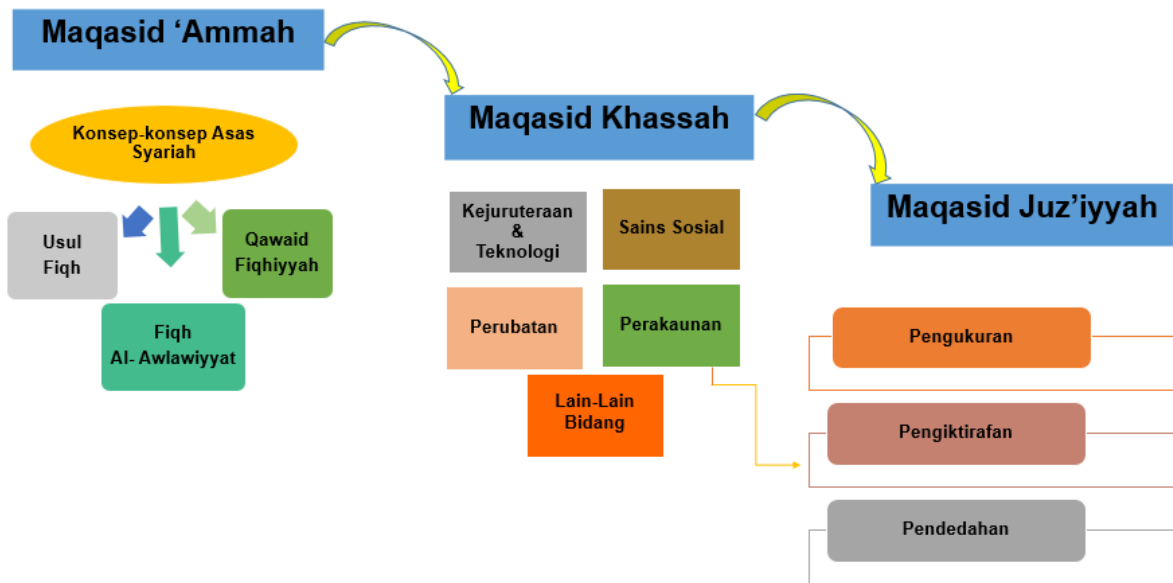 Maqasid ‘Ammah
Konsep-konsep Asas
Syariah
Usul
Fiqh
Qawaid
Fiqhiyyah
Fiqh
Al- Awlawiyyat
Maqasid Khassah
Kejuruteraan
&
Teknologi
Sains Sosial
Perubatan
Perakaunan
Lain-Lain
Bidang
Maqasid Juz’iyyah
Pengukuran
Pengiktirafan
Pendedahan